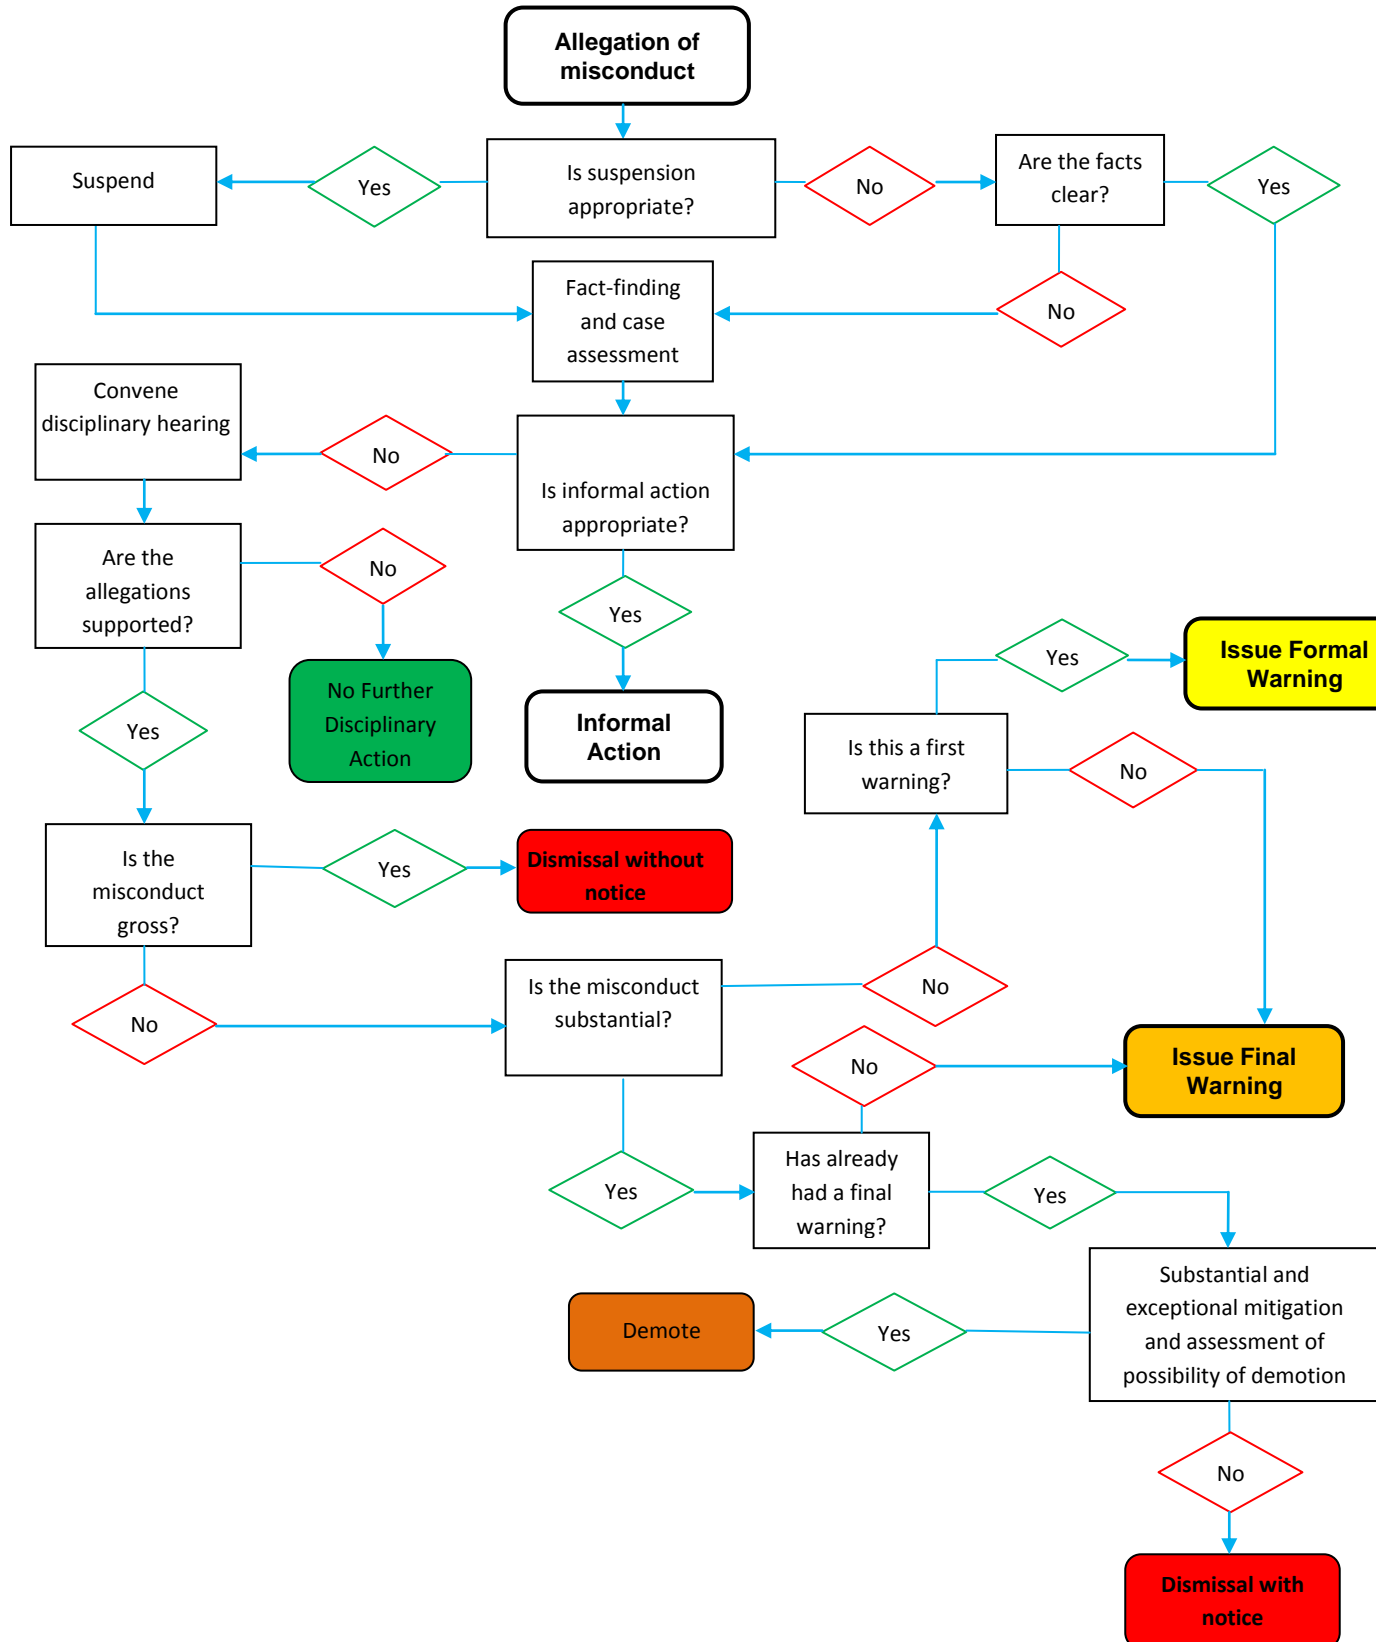 Allegation of
misconduct
Suspend
Yes
Is suspension
appropriate?
No
Are the facts
clear?
Yes
Fact-finding
and case
assessment
No
Convene
disciplinary hearing
No
Is informal action
appropriate?
Are the
allegations
supported?
No
Yes
No Further
Disciplinary
Action
Informal
Action
Yes
Yes
Issue Formal
Warning
Is this a first
warning?
No
Is the
misconduct
gross?
Yes
Dismissal without
notice
No
Is the misconduct
substantial?
No
No
Issue Final
Warning
Yes
Has already
had a final
warning?
Yes
Substantial and
exceptional mitigation
and assessment of
possibility of demotion
Yes
Demote
No
Dismissal with
notice